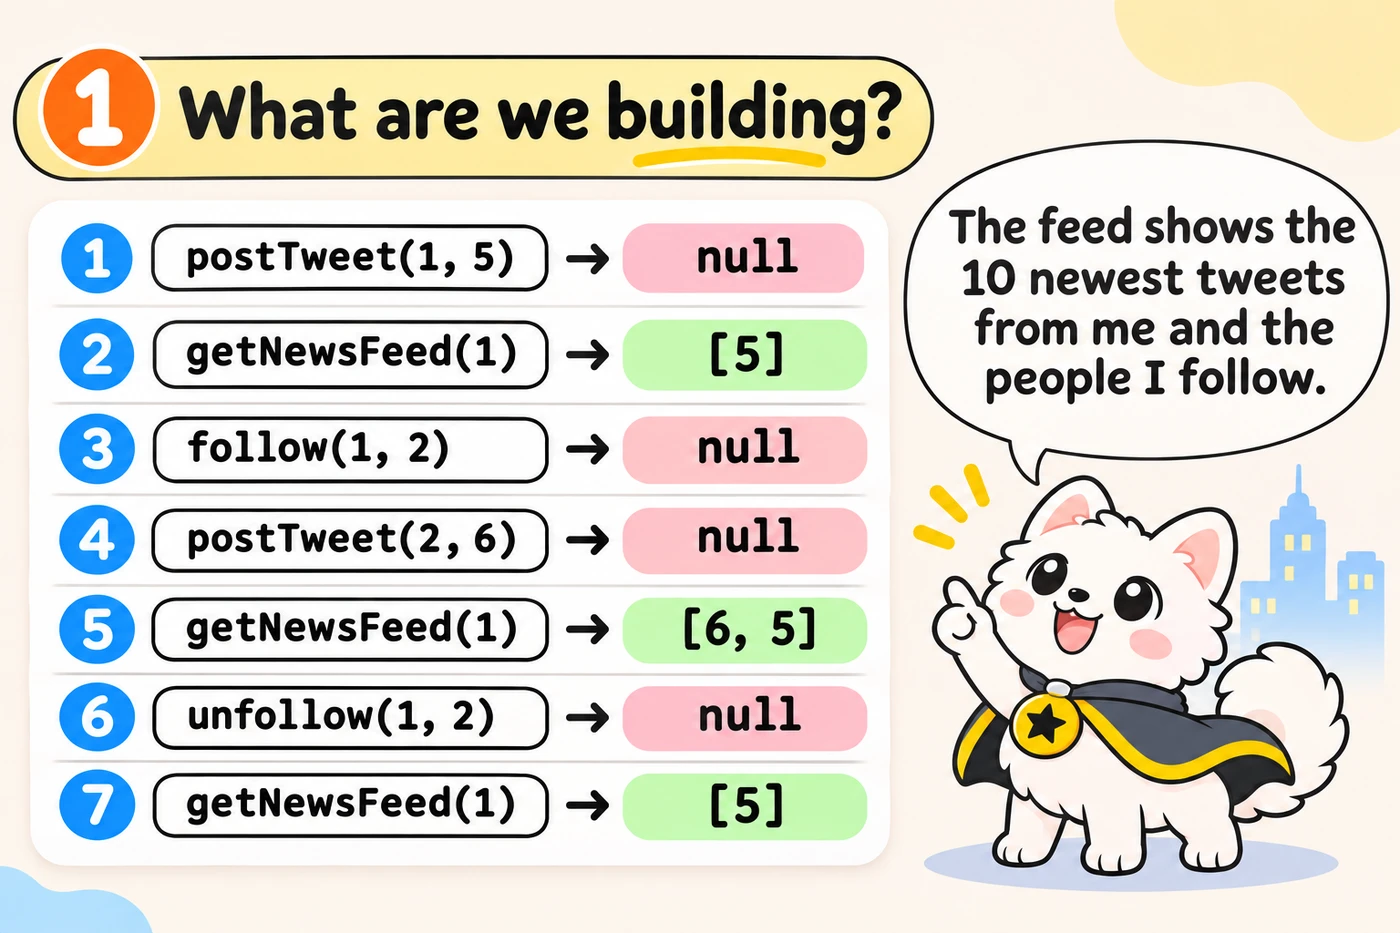 1 What are we building?
1 postTweet(1, 5) → null
2 getNewsFeed(1) → [5]
3 follow(1, 2) → null
4 postTweet(2, 6) → null
5 getNewsFeed(1) → [6, 5]
6 unfollow(1, 2) → null
7 getNewsFeed(1) → [5]
The feed shows the
10 newest tweets
from me and the
people I follow.